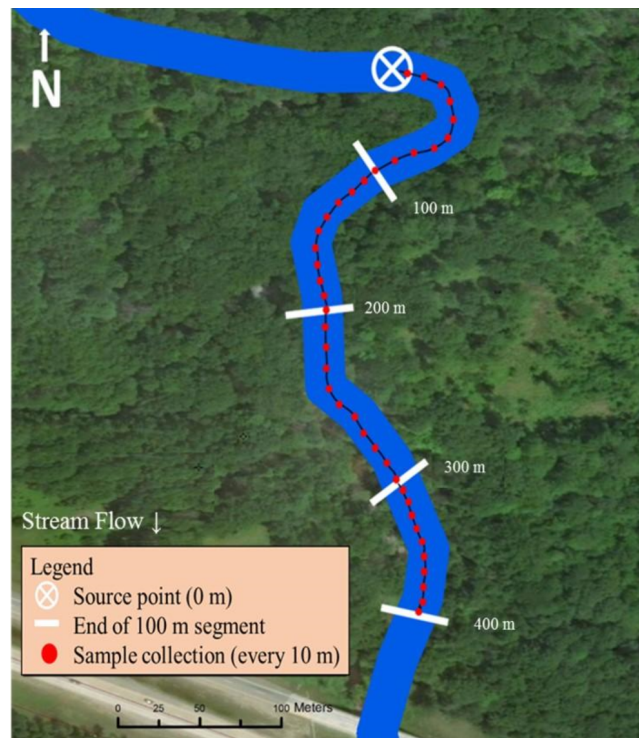 N
100 m
200 m
300 m
400 m
Stream Flow ↓
Legend
Source point (0 m)
End of 100 m segment
Sample collection (every 10 m)
0 25 50 100 Meters